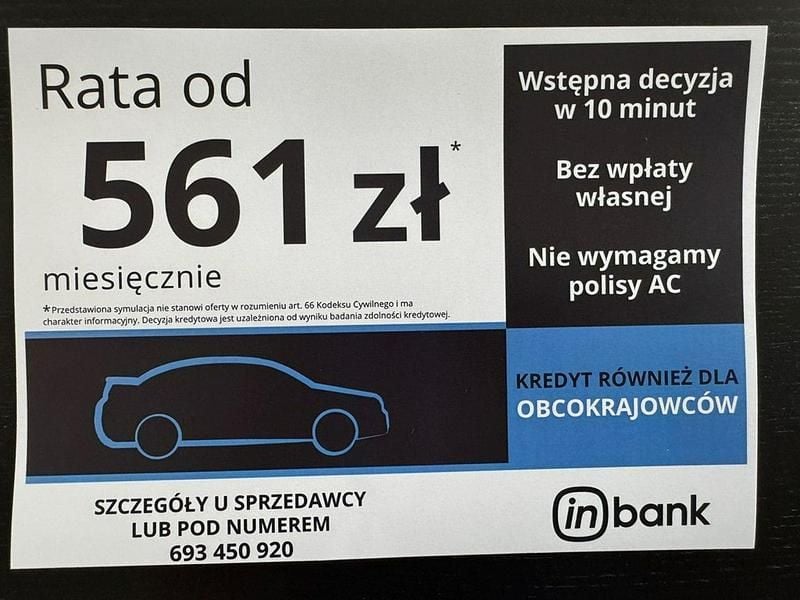 Rata od
561 zł*
miesięcznie
*Przedstawiona symulacja nie stanowi oferty w rozumieniu art. 66 Kodeksu Cywilnego i ma
charakter informacyjny. Decyzja kredytowa jest uzależniona od wyniku badania zdolności kredytowej.
Wstępna decyzja
w 10 minut
Bez wpłaty
własnej
Nie wymagamy
polisy AC
KREDYT RÓWNIEŻ DLA
OBCOKRAJOWCÓW
SZCZEGÓŁY U SPRZEDAWCY
LUB POD NUMEREM
693 450 920
inbank